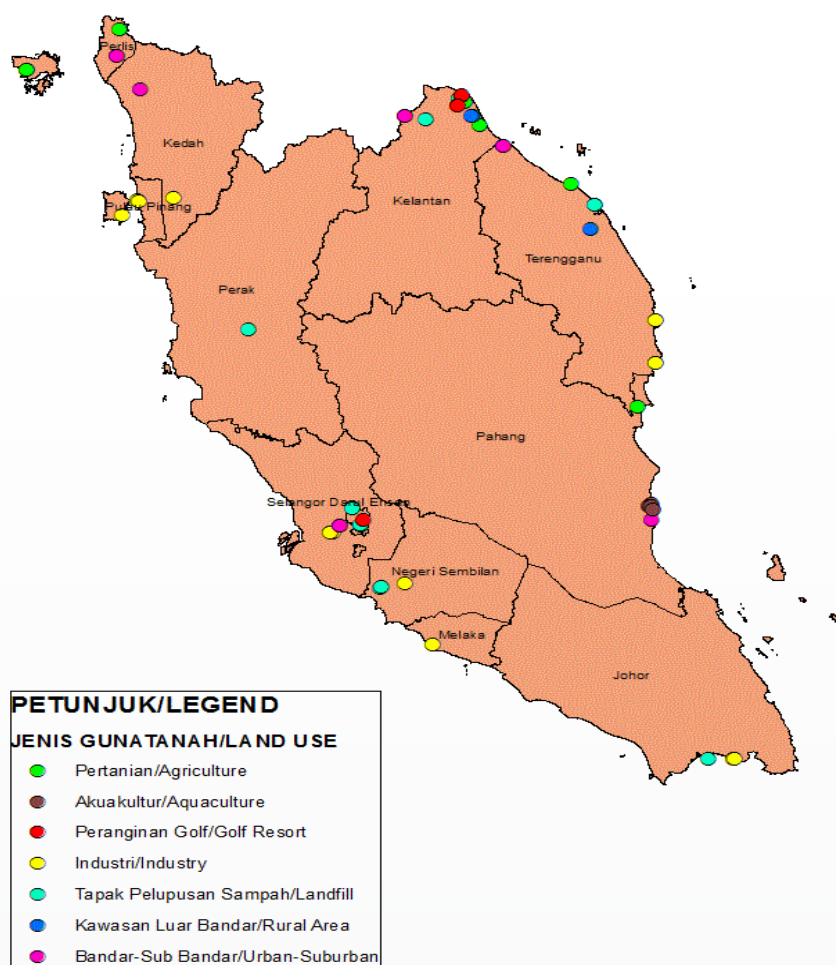 Perlis
Kedah
Pulau Pinang
Kelantan
Terengganu
Perak
Pahang
Selangor Darul Ehsan
Negeri Sembilan
Melaka
Johor
PETUNJUK/LEGEND
JENIS GUNATANAH/LAND USE
Pertanian/Agriculture
Akuakultur/Aquaculture
Peranginan Golf/Golf Resort
Industri/Industry
Tapak Pelupusan Sampah/Landfill
Kawasan Luar Bandar/Rural Area
Bandar-Sub Bandar/Urban-Suburban